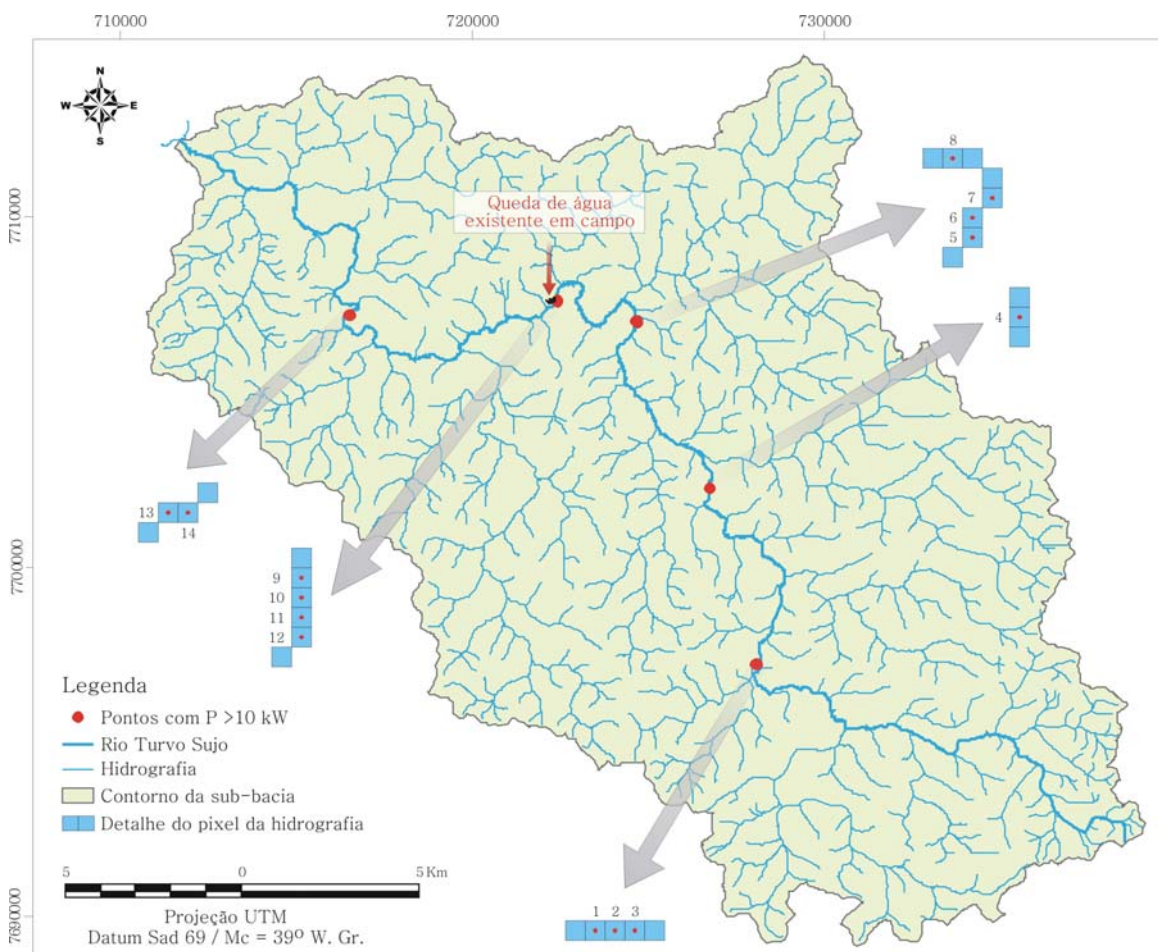 710000
720000
730000
N
W
E
S
7710000
7700000
7690000
Queda de água
existente em campo
8
7
6
5
4
13
14
9
10
11
12
1 2 3
Legenda
Pontos com P >10 kW
Rio Turvo Sujo
Hidrografia
Contorno da sub-bacia
Detalhe do pixel da hidrografia
5 0 5 Km
Projeção UTM
Datum Sad 69 / Mc = 39º W. Gr.